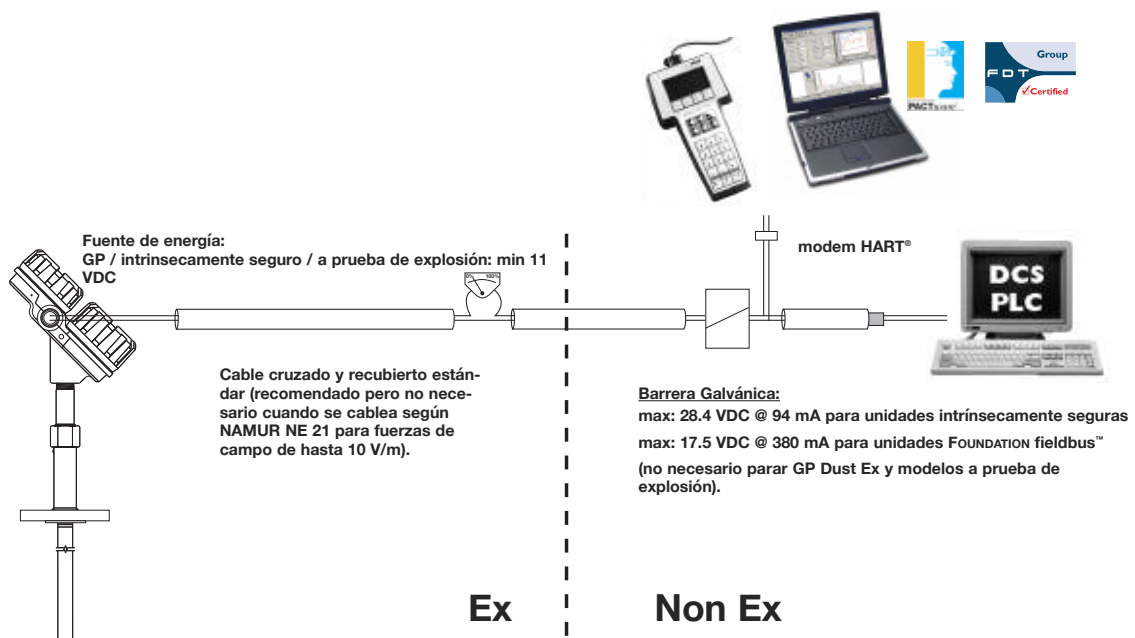 Group
FDT
✓Certified
PACTware
Fuente de energía:
GP / intrinsecamente seguro / a prueba de explosión: min 11
VDC
0% 100%
modem HART®
DCS
PLC
Cable cruzado y recubierto están-
dar (recomendado pero no nece-
sario cuando se cablea según
NAMUR NE 21 para fuerzas de
campo de hasta 10 V/m).
Barrera Galvánica:
max: 28.4 VDC @ 94 mA para unidades intrínsecamente seguras
max: 17.5 VDC @ 380 mA para unidades FOUNDATION fieldbus™
(no necesario parar GP Dust Ex y modelos a prueba de
explosión).
Ex
Non Ex